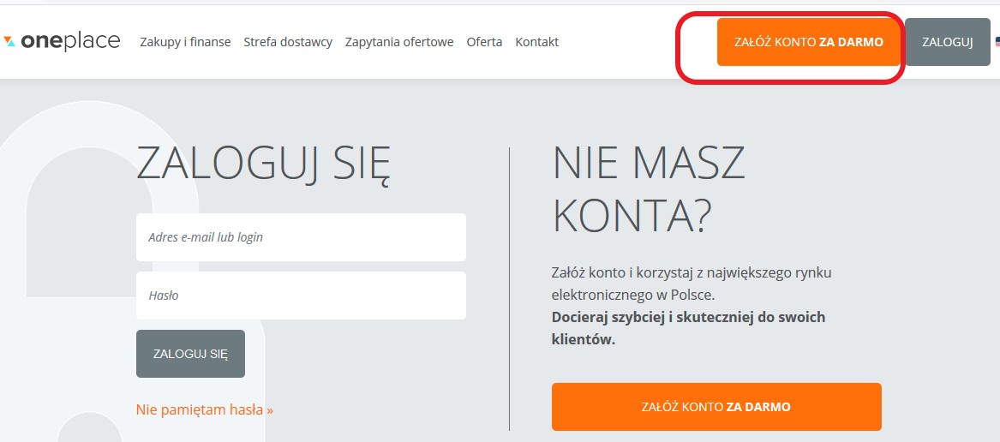 oneplace
Zakupy i finanse Strefa dostawcy Zapytania ofertowe Oferta Kontakt
ZAŁÓŻ KONTO ZA DARMO
ZALOGUJ
ZALOGUJ SIĘ
Adres e-mail lub login
Hasło
ZALOGUJ SIĘ
Nie pamiętam hasła »
NIE MASZ
KONTA?
Załóż konto i korzystaj z największego rynku
elektronicznego w Polsce.
Docieraj szybciej i skuteczniej do swoich
klientów.
ZAŁÓŻ KONTO ZA DARMO